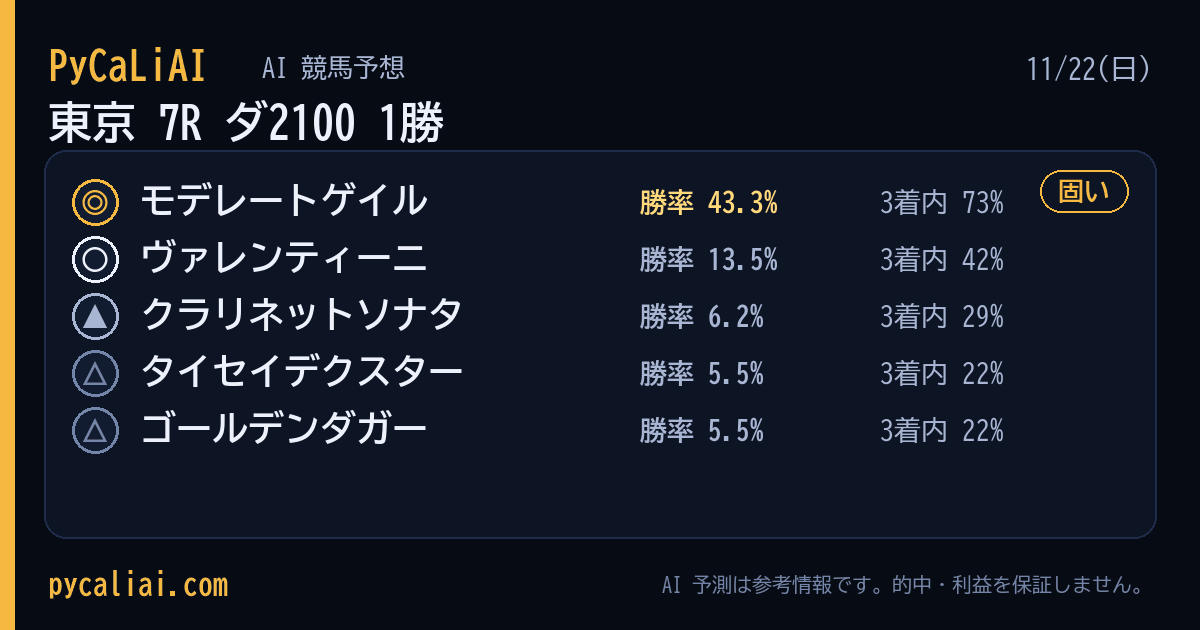 PyCaLiAI AI 競馬予想 11/22(日)
東京 7R ダ2100 1勝
◎ モデレートゲイル 勝率 43.3% 3着内 73% 固い
○ ヴァレンティーニ 勝率 13.5% 3着内 42%
▲ クラリネットソナタ 勝率 6.2% 3着内 29%
△ タイセイデクスター 勝率 5.5% 3着内 22%
△ ゴールデンダガー 勝率 5.5% 3着内 22%
pycaliai.com AI 予測は参考情報です。的中・利益を保証しません。